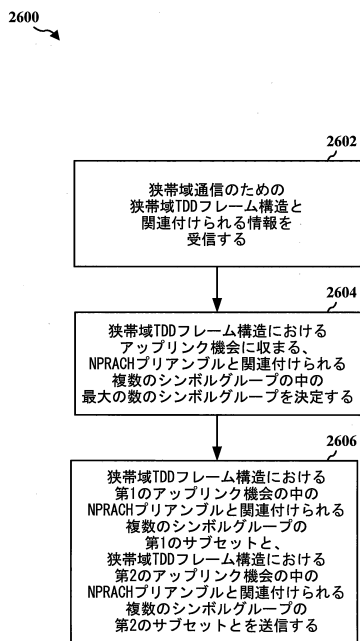 2600
2602
狭帯域通信のための
狭帯域TDDフレーム構造と
関連付けられる情報を
受信する
2604
狭帯域TDDフレーム構造における
アップリンク機会に収まる、
NPRACHプリアンブルと関連付けられる
複数のシンボルグループの中の
最大の数のシンボルグループを決定する
2606
狭帯域TDDフレーム構造における
第1のアップリンク機会の中の
NPRACHプリアンブルと関連付けられる
複数のシンボルグループの
第1のサブセットと、
狭帯域TDDフレーム構造における
第2のアップリンク機会の中の
NPRACHプリアンブルと関連付けられる
複数のシンボルグループの
第2のサブセットとを送信する